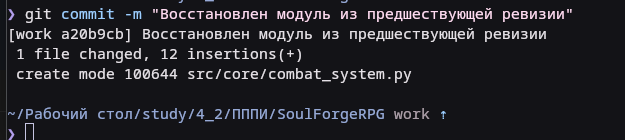 ❯ git commit -m "Восстановлен модуль из предшествующей ревизии"
[work a20b9cb] Восстановлен модуль из предшествующей ревизии
 1 file changed, 12 insertions(+)
 create mode 100644 src/core/combat_system.py
~/Рабочий стол/study/4_2/ПППИ/SoulForgeRPG work ⇡
❯